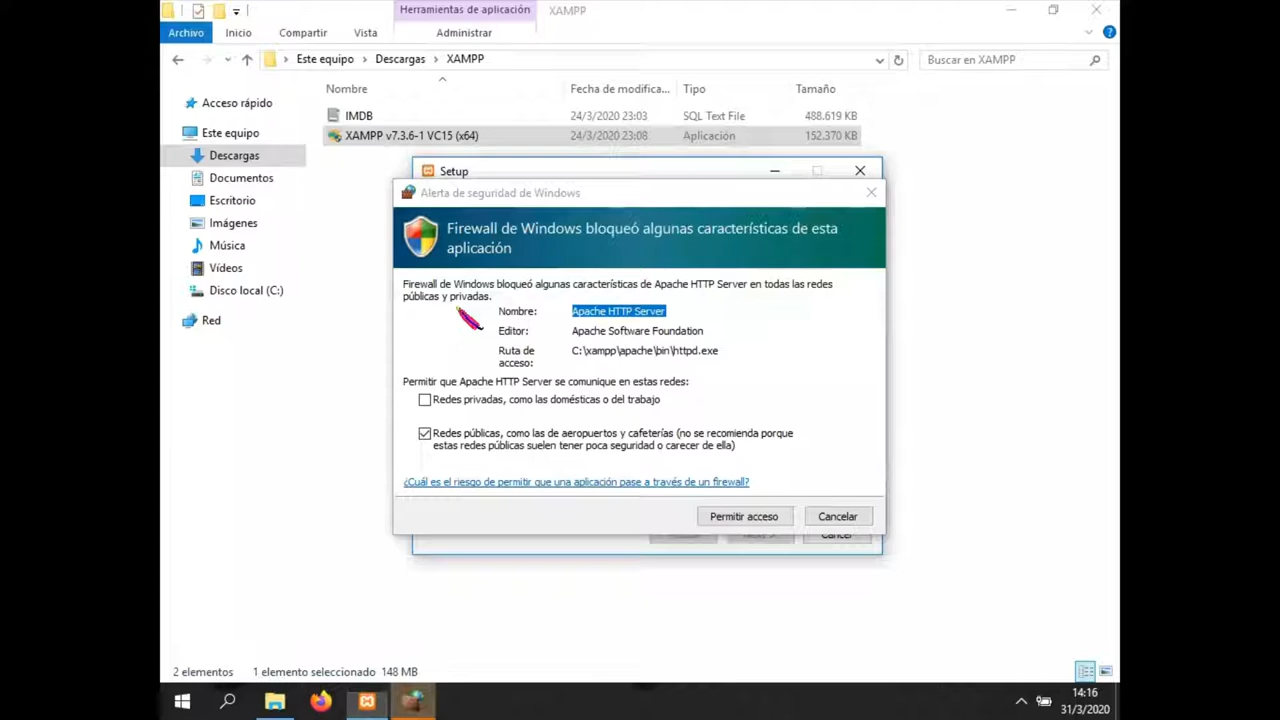 Herramientas de aplicación
XAMPP
Archivo
Inicio
Compartir
Vista
Administrar
Este equipo
Descargas
XAMPP
Buscar en XAMPP
Nombre
Fecha de modifica...
Tipo
Tamaño
Acceso rápido
Este equipo
Descargas
Documentos
Escritorio
Imágenes
Música
Vídeos
Disco local (C:)
Red
IMDB
24/3/2020 23:03
SQL Text File
488.619 KB
XAMPP v7.3.6-1 VC15 (x64)
24/3/2020 23:08
Aplicación
152.370 KB
Setup
Alerta de seguridad de Windows
Firewall de Windows bloqueó algunas características de esta
aplicación
Firewall de Windows bloqueó algunas características de Apache HTTP Server en todas las redes
públicas y privadas.
Nombre:
Apache HTTP Server
Editor:
Apache Software Foundation
Ruta de
acceso:
C:\xampp\apache\bin\httpd.exe
Permitir que Apache HTTP Server se comunique en estas redes:
Redes privadas, como las domésticas o del trabajo
Redes públicas, como las de aeropuertos y cafeterías (no se recomienda porque
estas redes públicas suelen tener poca seguridad o carecer de ella)
¿Cuál es el riesgo de permitir que una aplicación pase a través de un firewall?
Permitir acceso
Cancelar
Next >
Cancel
2 elementos
1 elemento seleccionado 148 MB
14:16
31/3/2020